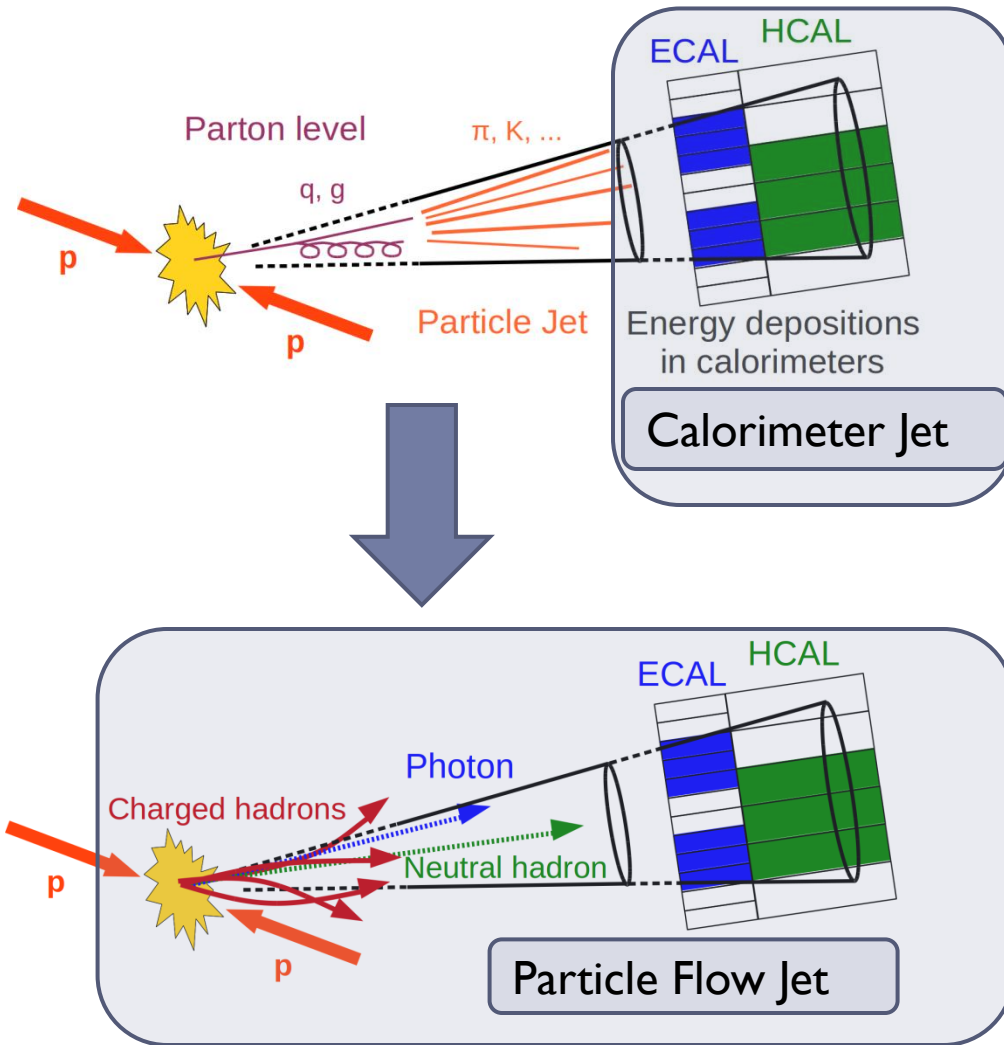 HCAL
ECAL
Parton level
π, K, ...
q, g
p
p
Particle Jet
Energy depositions
in calorimeters
Calorimeter Jet
HCAL
ECAL
Photon
Charged hadrons
Neutral hadron
p
p
Particle Flow Jet